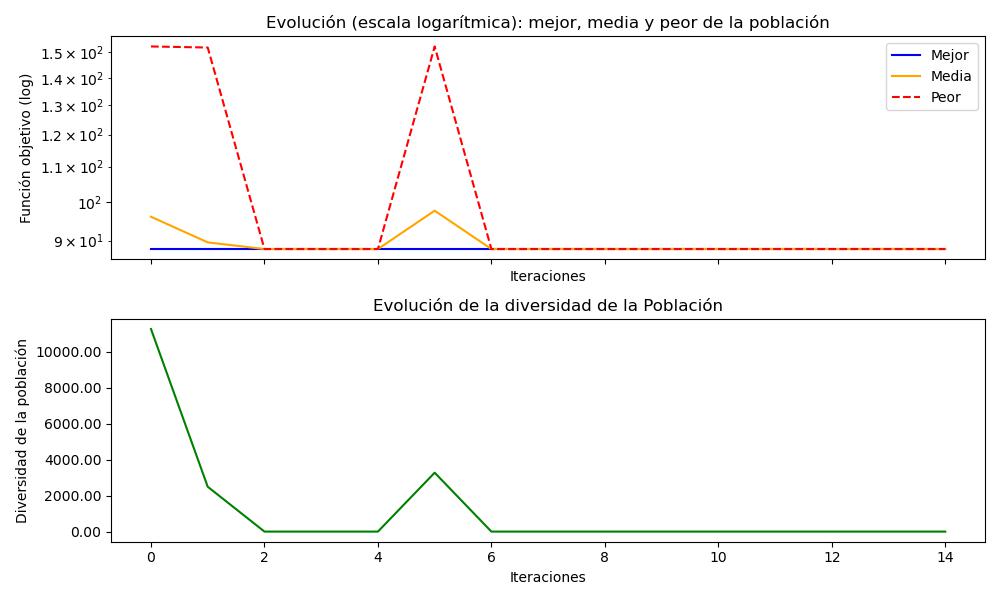 Evolución (escala logarítmica): mejor, media y peor de la población
Función objetivo (log)
1.5 × 10²
1.4 × 10²
1.3 × 10²
1.2 × 10²
1.1 × 10²
10²
9 × 10¹
Mejor
Media
Peor
Iteraciones
Evolución de la diversidad de la Población
Diversidad de la población
10000.00
8000.00
6000.00
4000.00
2000.00
0.00
0 2 4 6 8 10 12 14
Iteraciones